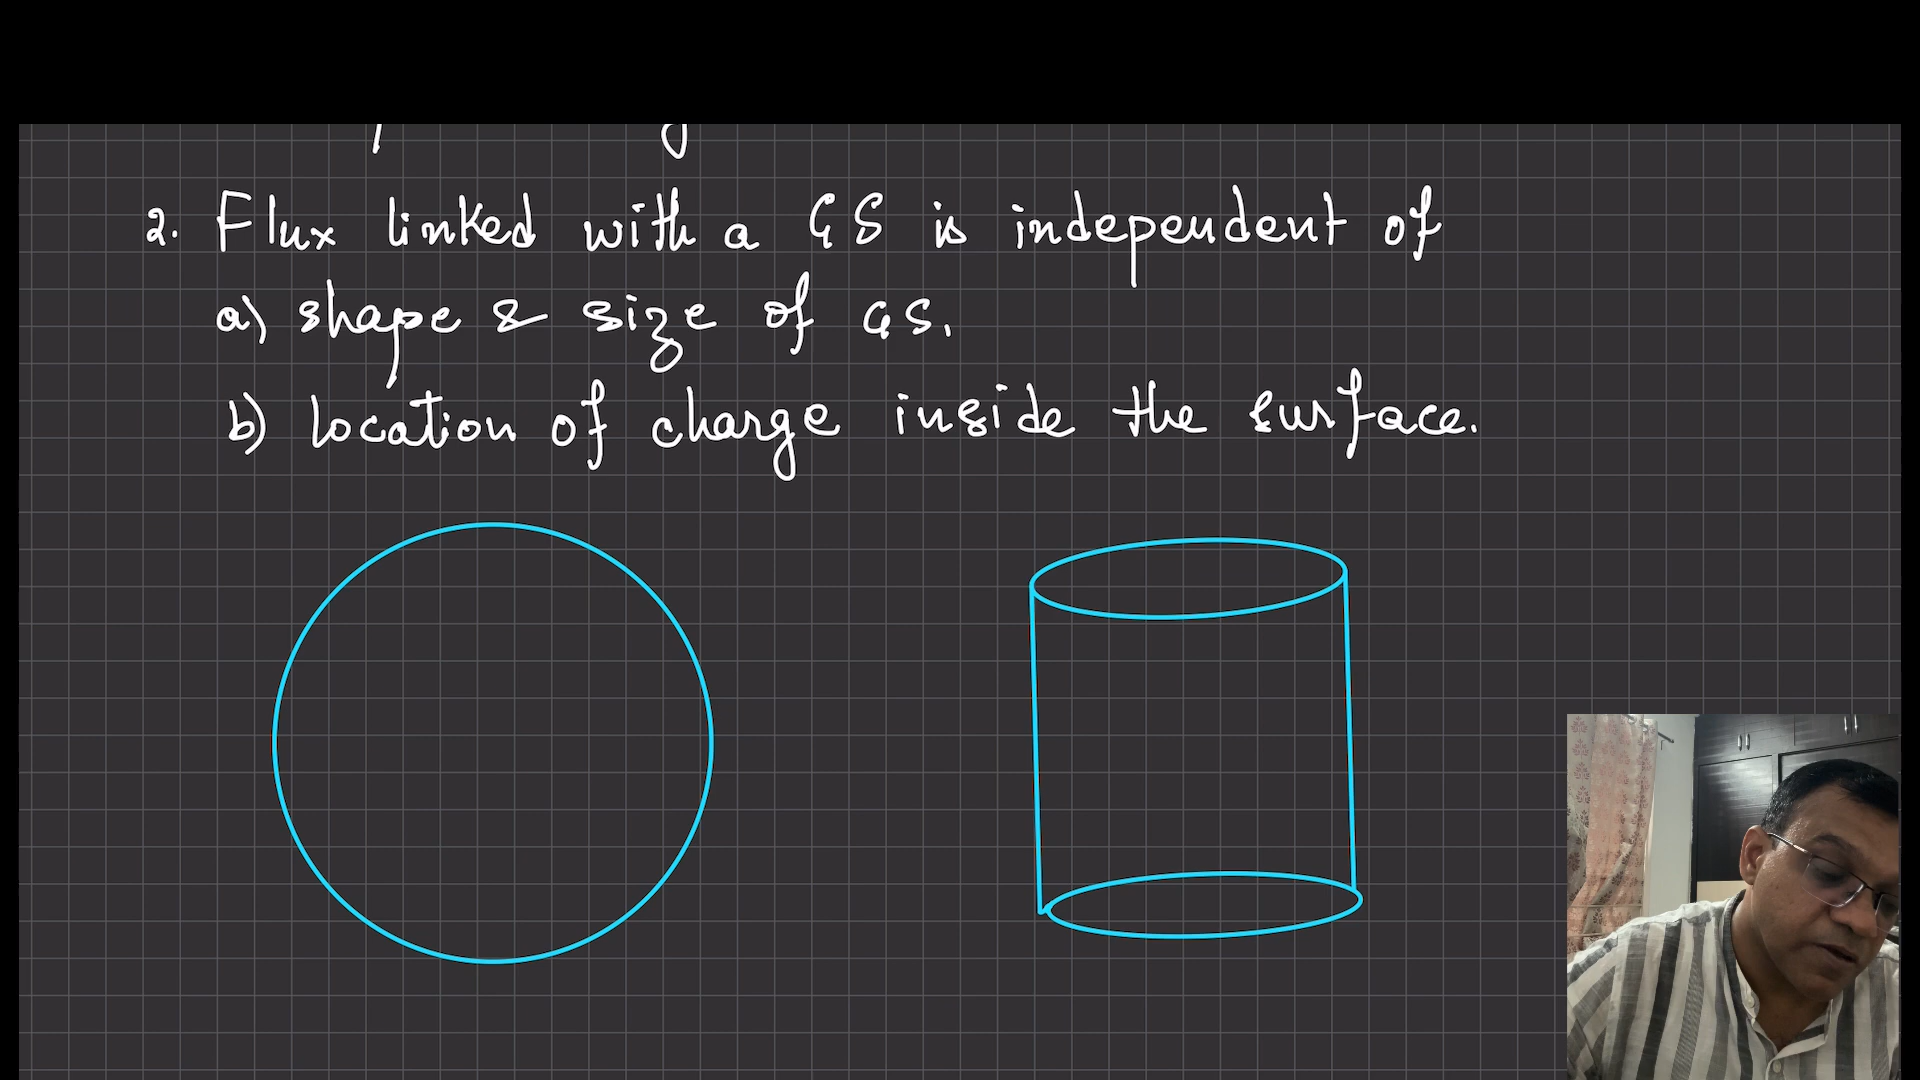 2. Flux linked with a GS is independent of
a) shape & size of GS.
b) location of charge inside the surface.